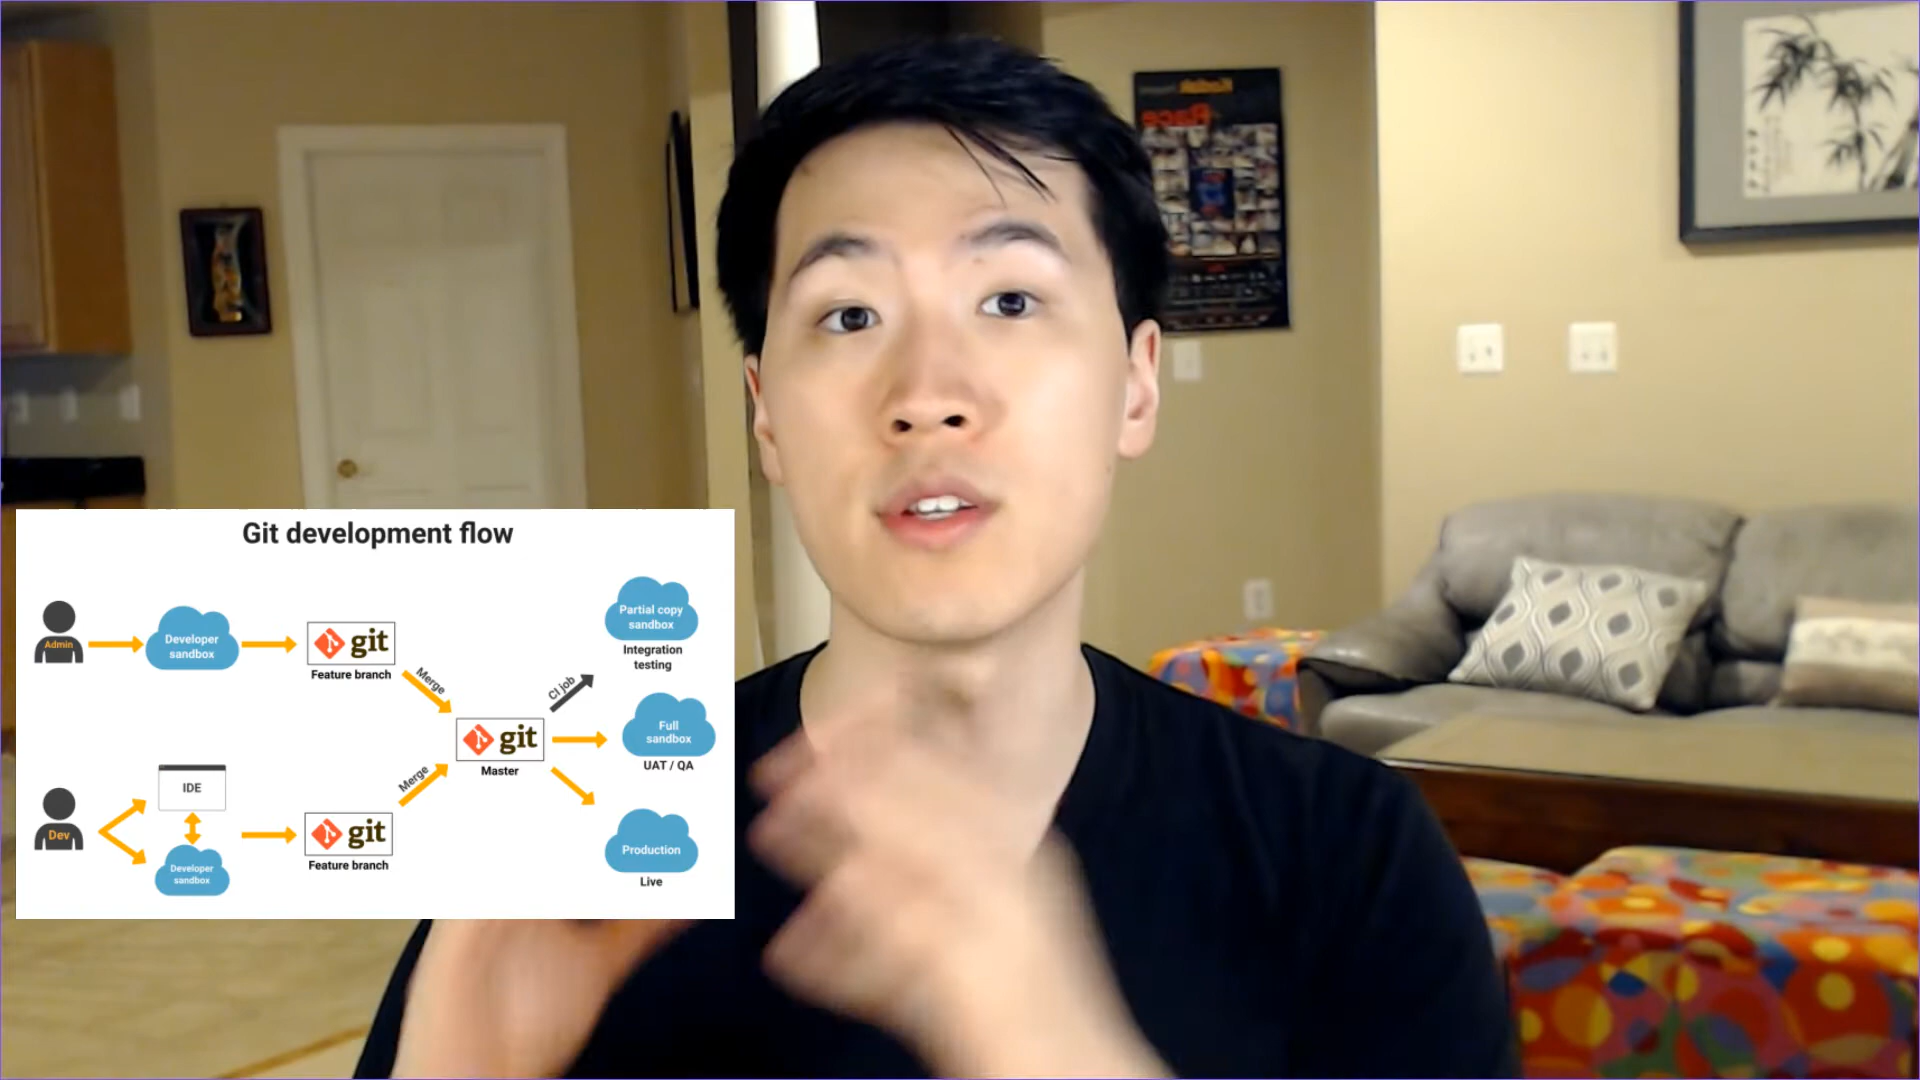 Git development flow
Admin
Developer
sandbox
git
Feature branch
Merge
Partial copy
sandbox
Integration
testing
CI job
git
Master
Full
sandbox
UAT / QA
Dev
IDE
Developer
sandbox
git
Feature branch
Merge
Production
Live